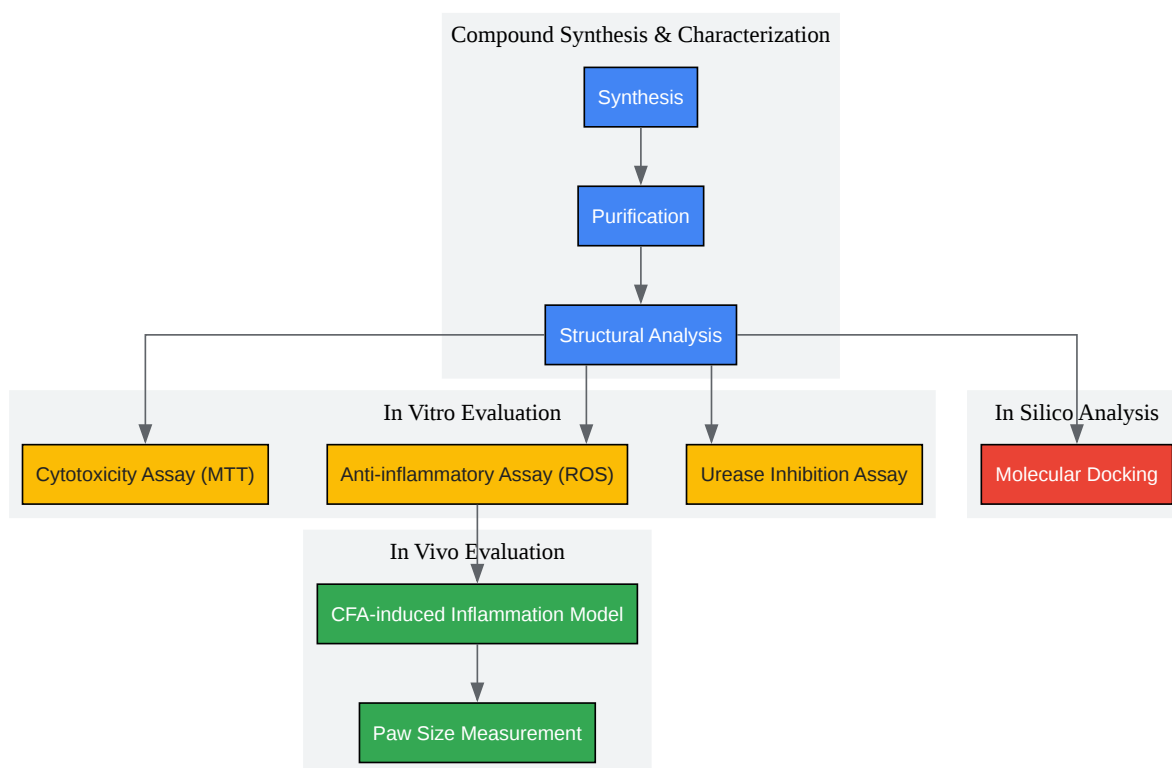 Compound Synthesis & Characterization
Synthesis
Purification
Structural Analysis
In Vitro Evaluation
In Silico Analysis
Cytotoxicity Assay (MTT)
Anti-inflammatory Assay (ROS)
Urease Inhibition Assay
Molecular Docking
In Vivo Evaluation
CFA-induced Inflammation Model
Paw Size Measurement